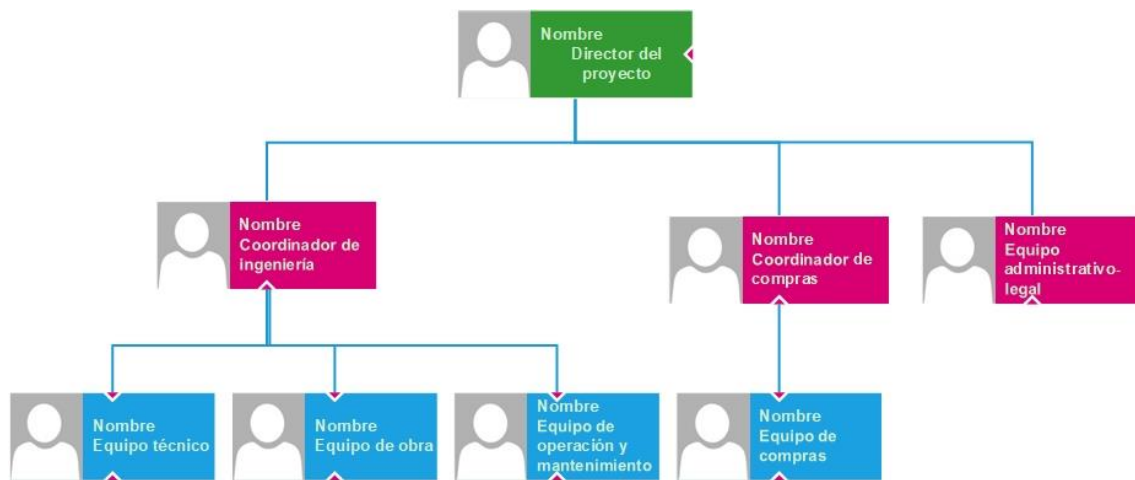 Nombre
Director del
proyecto
Nombre
Coordinador de
ingeniería
Nombre
Coordinador de
compras
Nombre
Equipo
administrativo-
legal
Nombre
Equipo técnico
Nombre
Equipo de obra
Nombre
Equipo de
operación y
mantenimiento
Nombre
Equipo de
compras